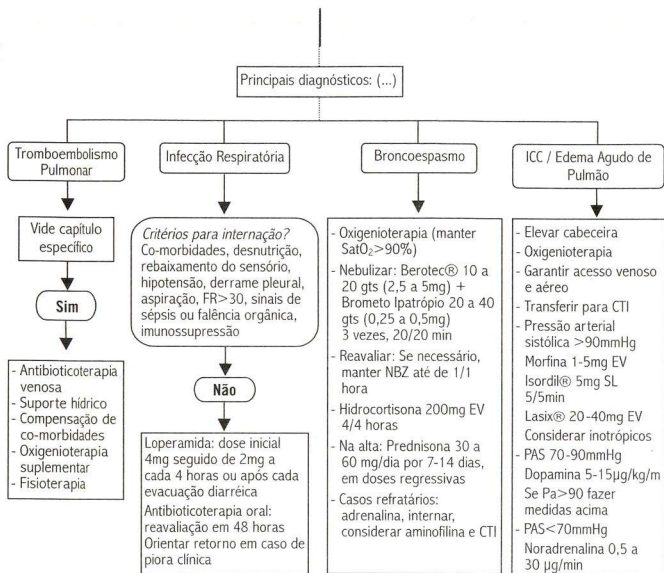 Principais diagnósticos: (...)
Tromboembolismo
Pulmonar
Vide capítulo
específico
Sim
- Antibioticoterapia
venosa
- Suporte hídrico
- Compensação de
co-morbidades
- Oxigenioterapia
suplementar
- Fisioterapia
Infecção Respiratória
Critérios para internação?
Co-morbidades, desnutrição,
rebaixamento do sensório,
hipotensão, derrame pleural,
aspiração, FR>30, sinais de
sépsis ou falência orgânica,
imunossupressão
Não
Loperamida: dose inicial
4mg seguido de 2mg a
cada 4 horas ou após cada
evacuação diarréica
Antibioticoterapia oral:
reavaliação em 48 horas
Orientar retorno em caso de
piora clínica
Broncoespasmo
- Oxigenioterapia (manter
SatO₂>90%)
- Nebulizar: Berotec® 10 a
20 gts (2,5 a 5mg) +
Brometo Ipatrópio 20 a 40
gts (0,25 a 0,5mg)
3 vezes, 20/20 min
- Reavaliar: Se necessário,
manter NBZ até de 1/1
hora
- Hidrocortisona 200mg EV
4/4 horas
- Na alta: Prednisona 30 a
60 mg/dia por 7-14 dias,
em doses regressivas
- Casos refratários:
adrenalina, internar,
considerar aminofilina e CTI
ICC / Edema Agudo de
Pulmão
- Elevar cabeceira
- Oxigenioterapia
- Garantir acesso venoso
e aéreo
- Transferir para CTI
- Pressão arterial
sistólica >90mmHg
Morfina 1-5mg EV
Isordil® 5mg SL
5/5min
Lasix® 20-40mg EV
Considerar inotrópicos
- PAS 70-90mmHg
Dopamina 5-15µg/kg/m
Se Pa>90 fazer
medidas acima
- PAS<70mmHg
Noradrenalina 0,5 a
30 µg/min